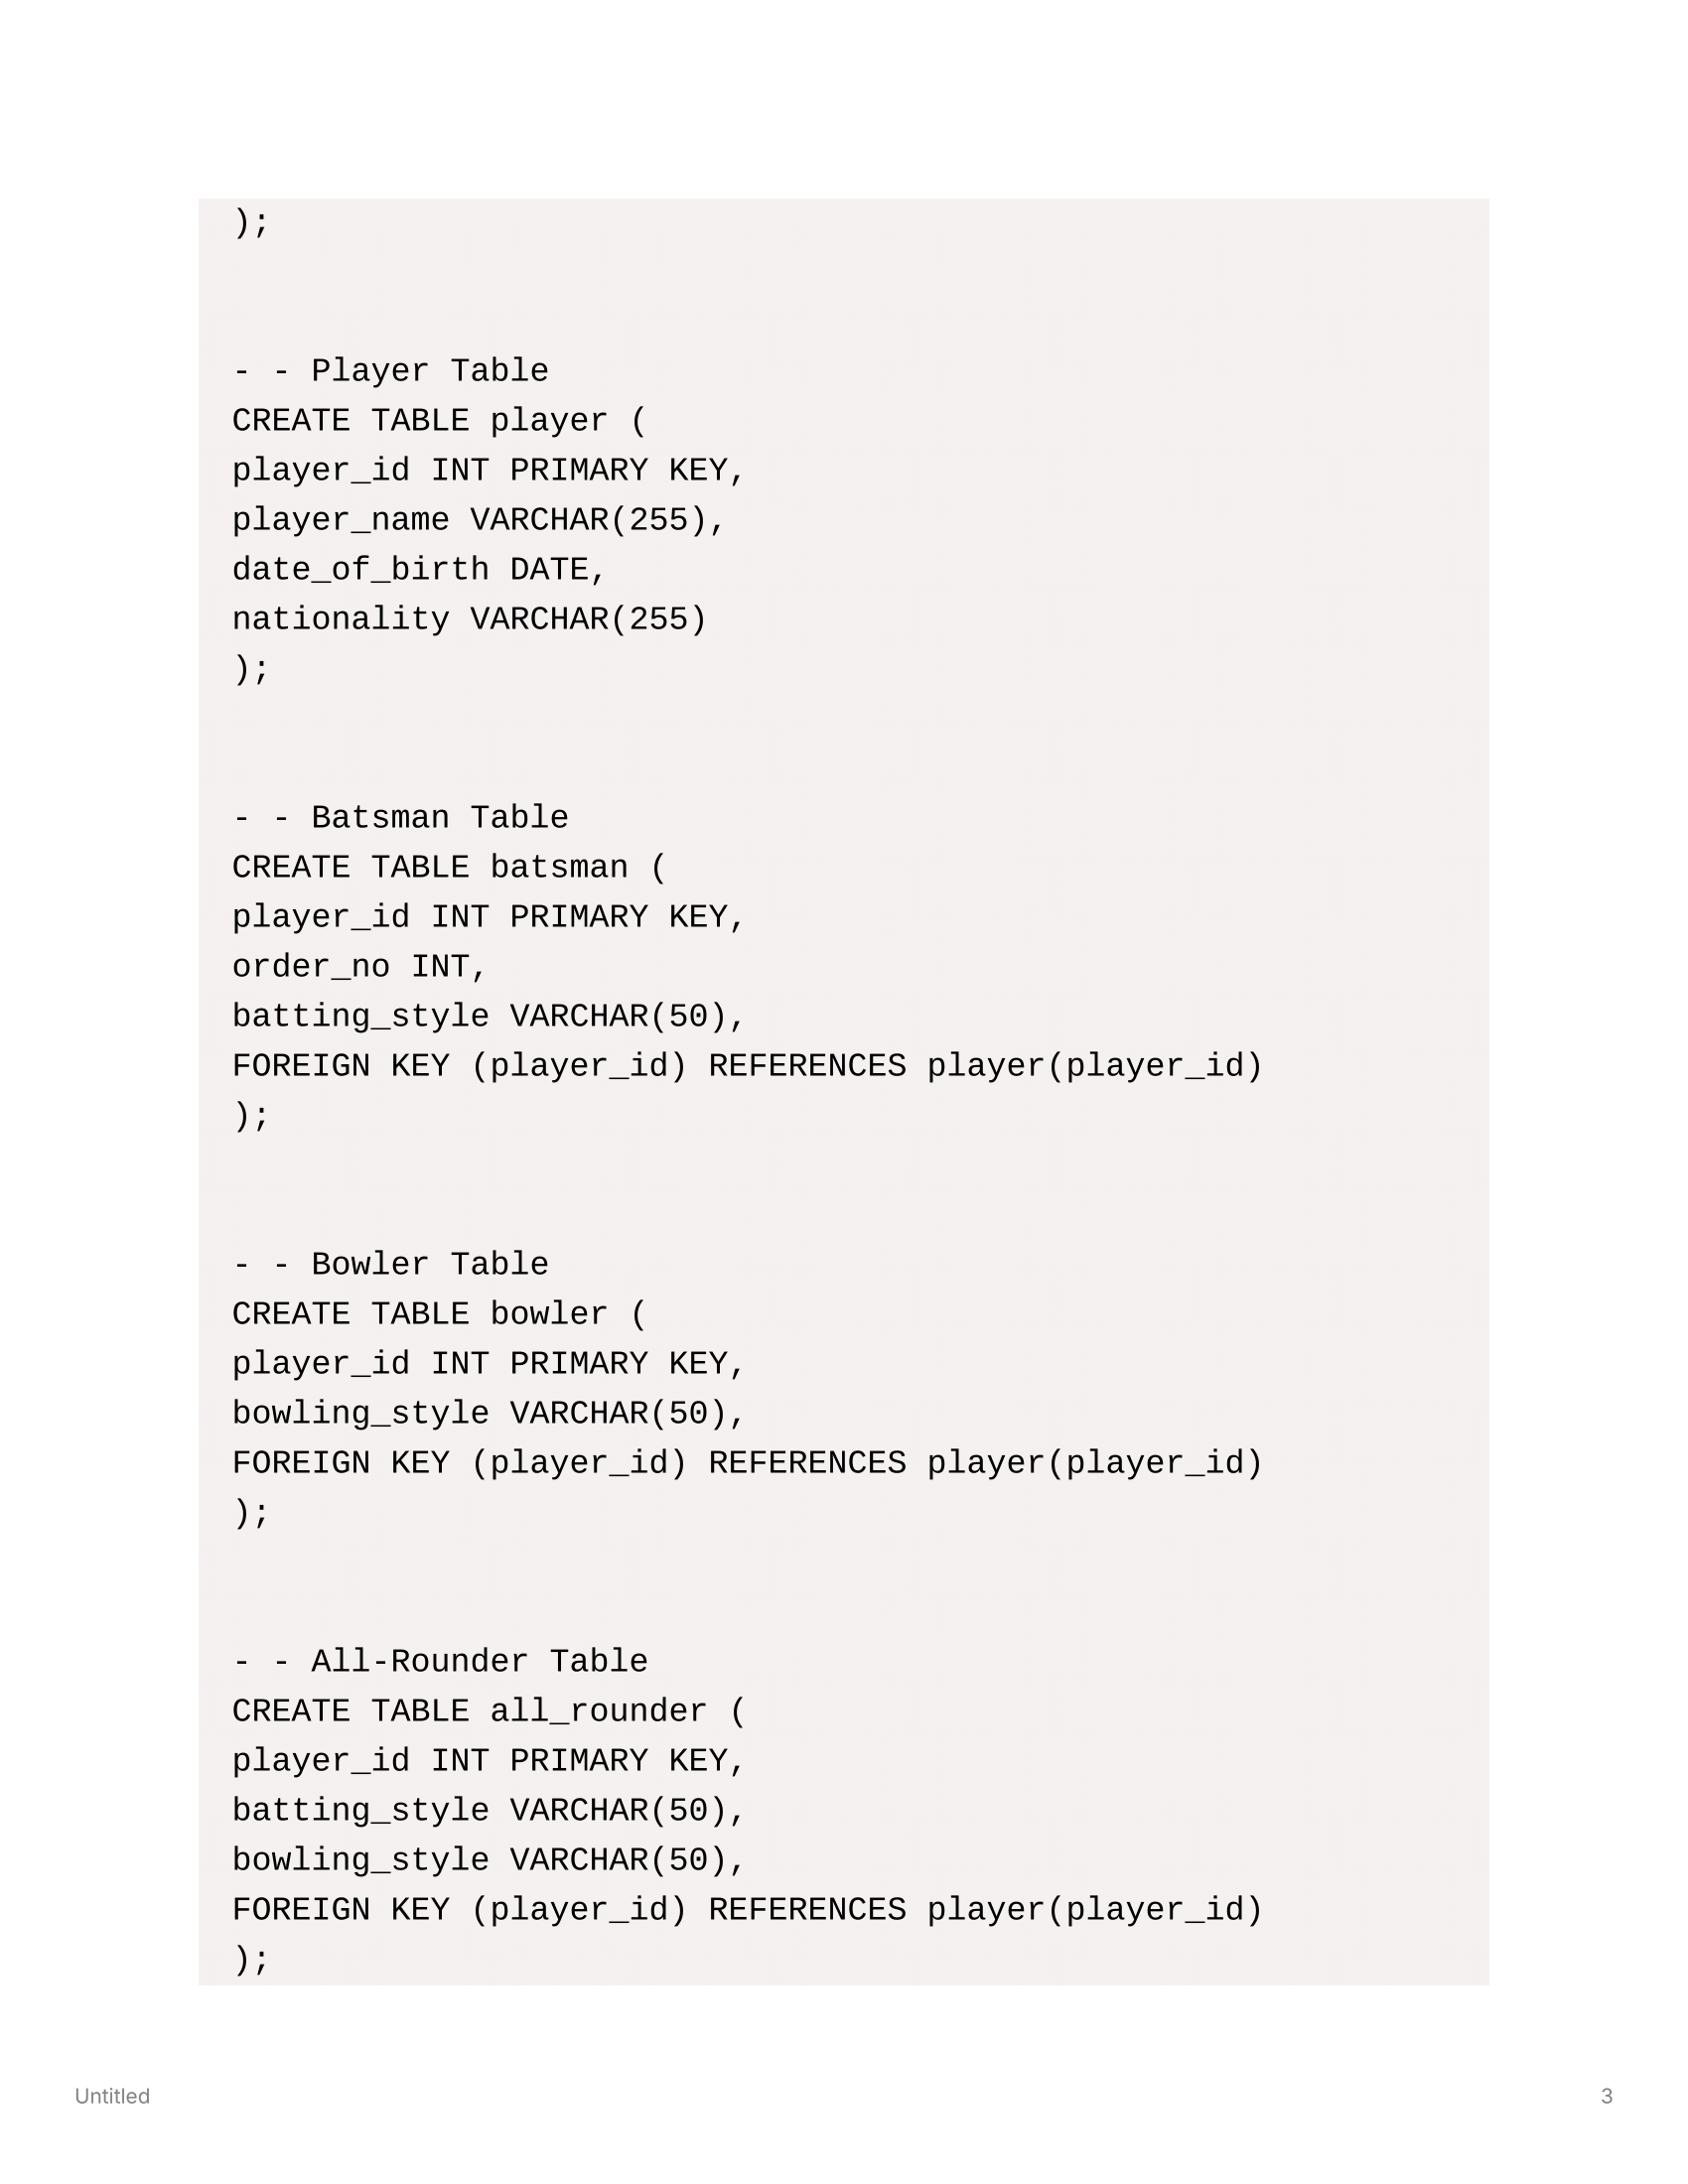 );
- - Player Table
CREATE TABLE player (
player_id INT PRIMARY KEY,
player_name VARCHAR(255),
date_of_birth DATE,
nationality VARCHAR(255)
);
- - Batsman Table
CREATE TABLE batsman (
player_id INT PRIMARY KEY,
order_no INT,
batting_style VARCHAR(50),
FOREIGN KEY (player_id) REFERENCES player(player_id)
);
- - Bowler Table
CREATE TABLE bowler (
player_id INT PRIMARY KEY,
bowling_style VARCHAR(50),
FOREIGN KEY (player_id) REFERENCES player(player_id)
);
- - All-Rounder Table
CREATE TABLE all_rounder (
player_id INT PRIMARY KEY,
batting_style VARCHAR(50),
bowling_style VARCHAR(50),
FOREIGN KEY (player_id) REFERENCES player(player_id)
);
Untitled
3